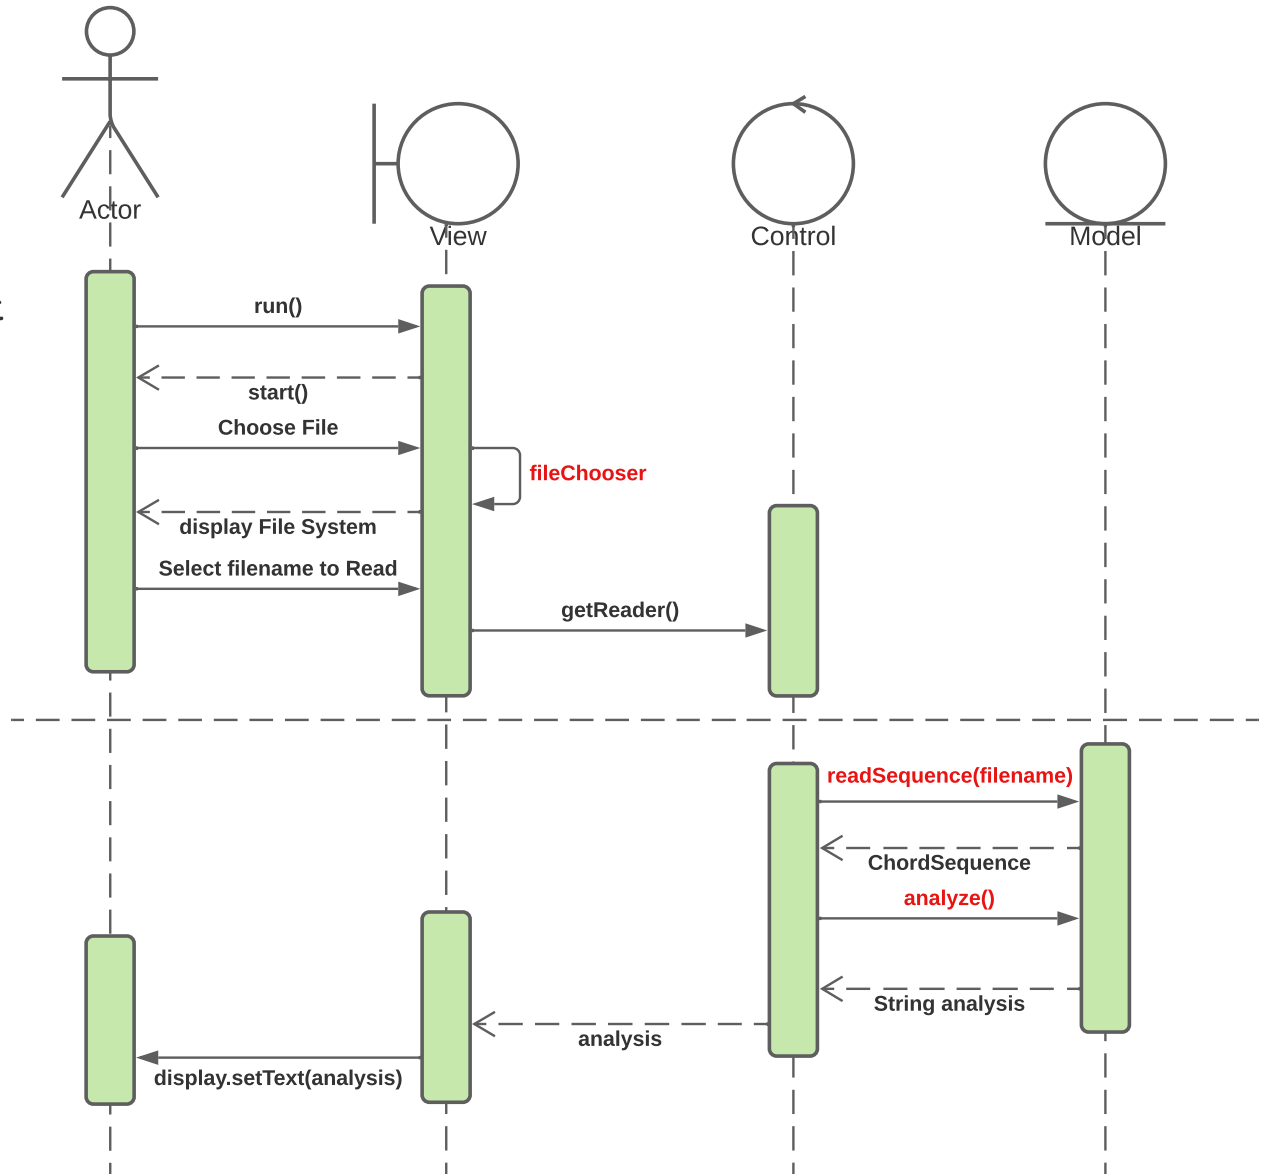 Actor
View
Control
Model
run()
start()
Choose File
fileChooser
display File System
Select filename to Read
getReader()
readSequence(filename)
ChordSequence
analyze()
String analysis
analysis
display.setText(analysis)